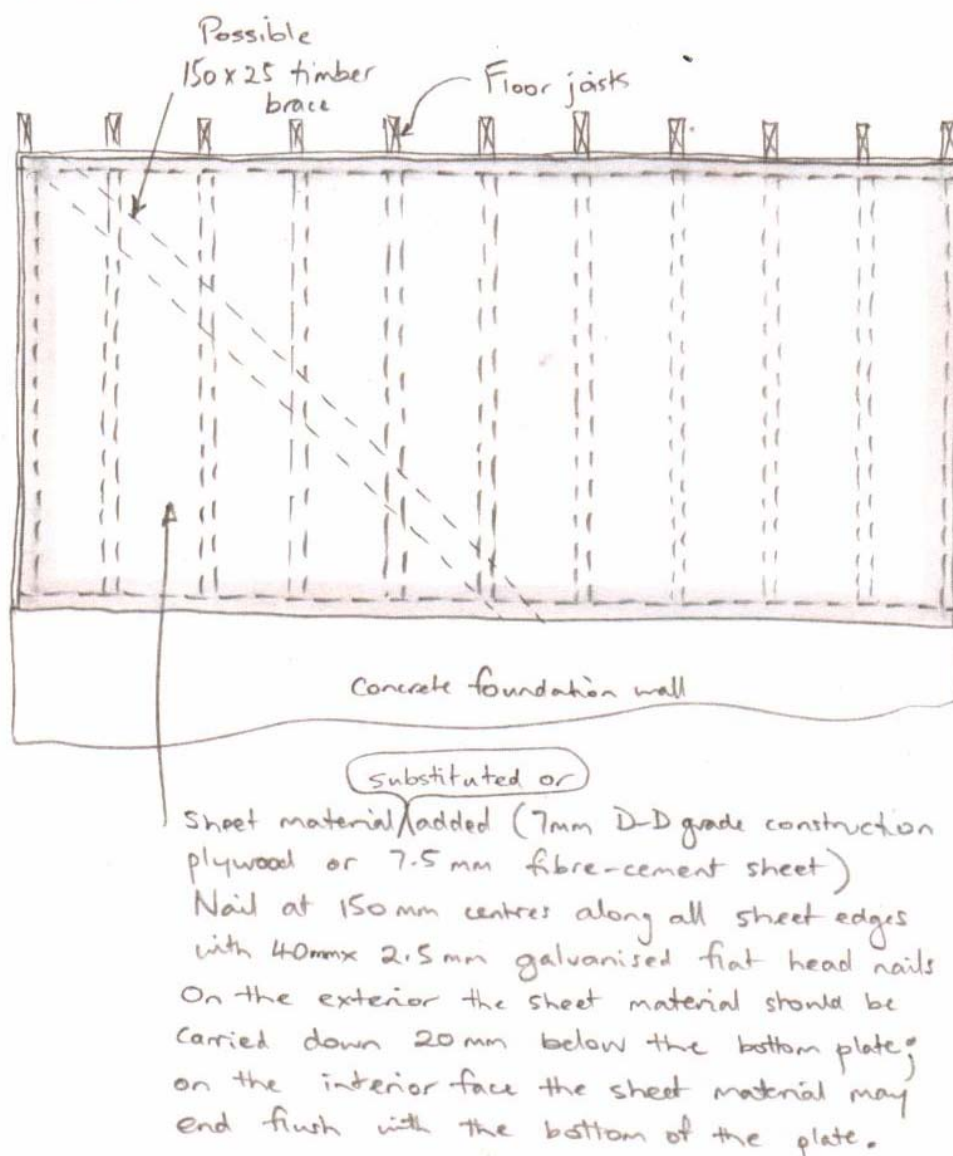 Possible
150 x 25 timber
brace
Floor joists
Concrete foundation wall
substituted or
Sheet material added (7mm D-D grade construction
plywood or 7.5 mm fibre-cement sheet)
Nail at 150 mm centres along all sheet edges
with 40mm x 2.5 mm galvanised flat head nails
On the exterior the sheet material should be
carried down 20 mm below the bottom plate;
on the interior face the sheet material may
end flush with the bottom of the plate.